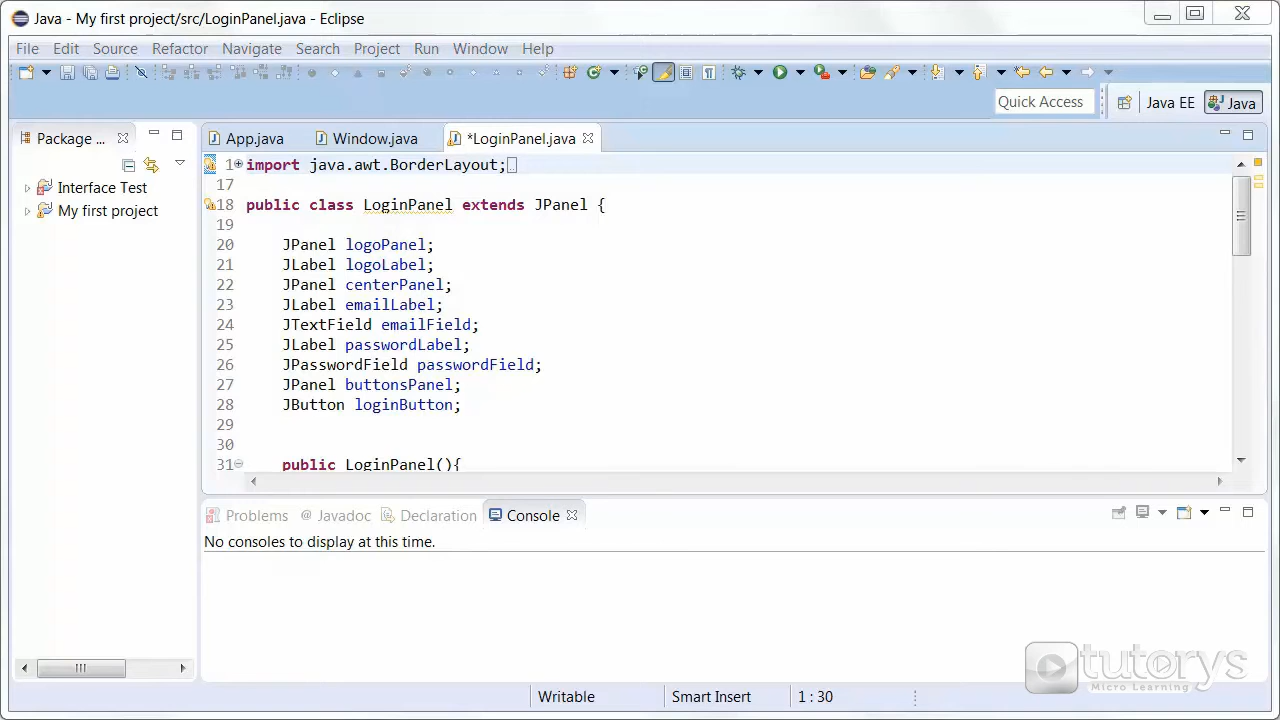 Java - My first project/src/LoginPanel.java - Eclipse
File Edit Source Refactor Navigate Search Project Run Window Help
Quick Access Java EE Java
Package ... App.java Window.java *LoginPanel.java
1 import java.awt.BorderLayout;
17
18 public class LoginPanel extends JPanel {
19
20 JPanel logoPanel;
21 JLabel logoLabel;
22 JPanel centerPanel;
23 JLabel emailLabel;
24 JTextField emailField;
25 JLabel passwordLabel;
26 JPasswordField passwordField;
27 JPanel buttonsPanel;
28 JButton loginButton;
29
30
31 public LoginPanel(){
Interface Test
My first project
Problems @ Javadoc Declaration Console
No consoles to display at this time.
tutorys
Micro Learning
Writable Smart Insert 1 : 30